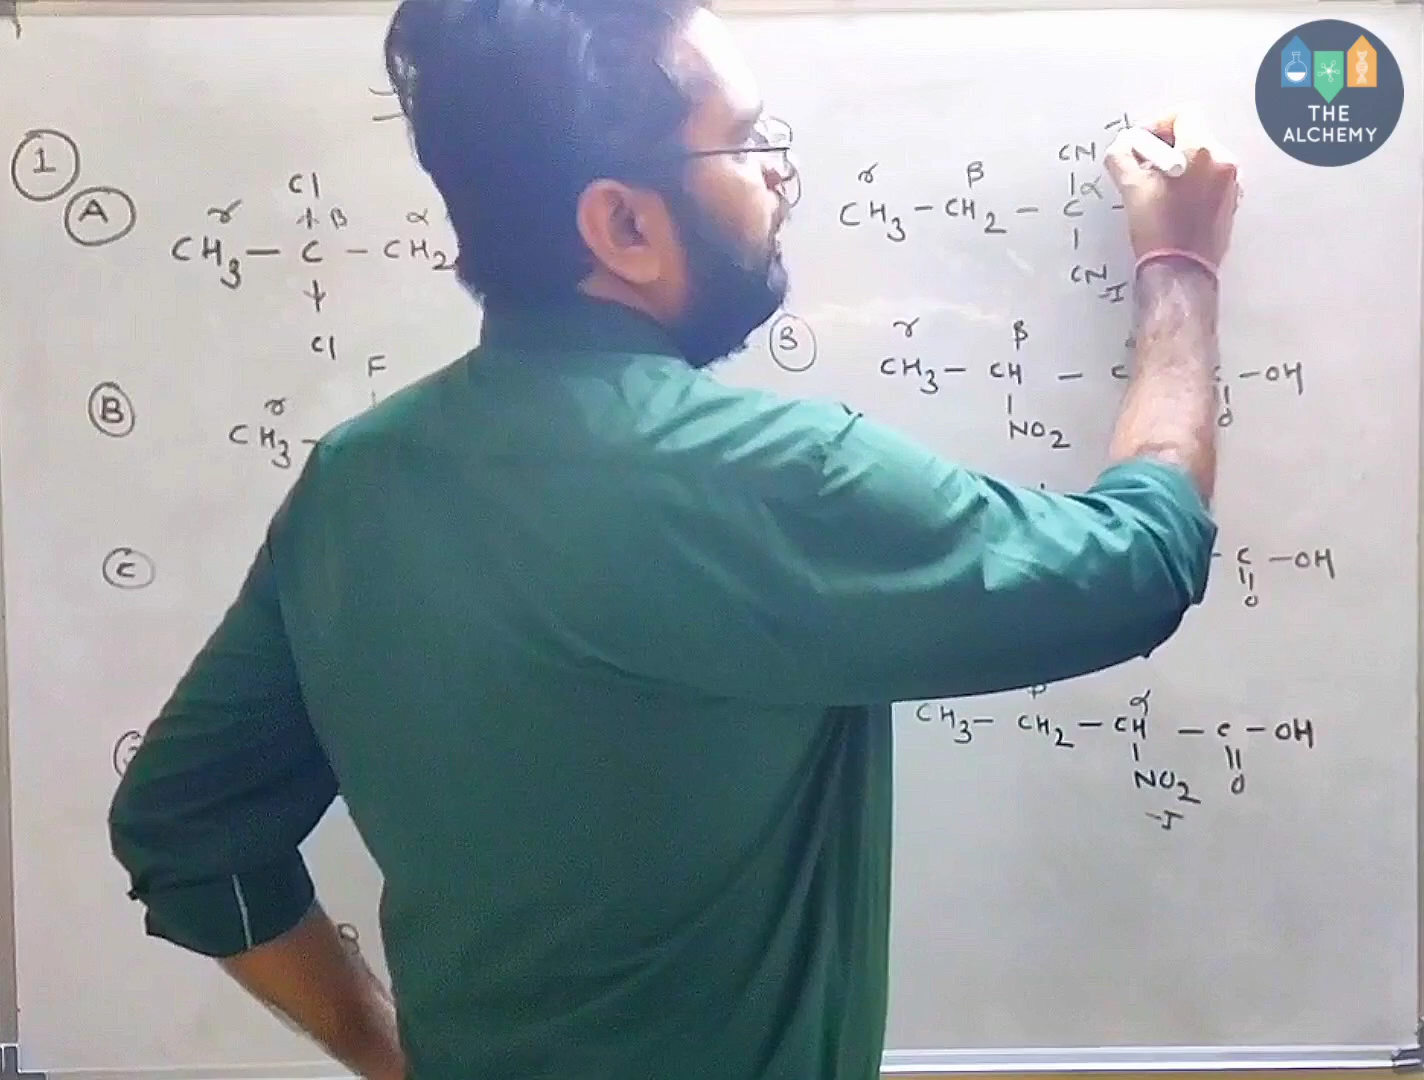 THE
ALCHEMY
1
A
Cl
γ β α
CH3 — C — CH2
Cl
B
F
γ
CH3
C
CN
γ β α
CH3 — CH2 — C —
CN
-I
B
γ β
CH3 — CH — C C — OH
NO2 O
C — OH
O
β α
CH3 — CH2 — CH — C — OH
NO2 O
-I